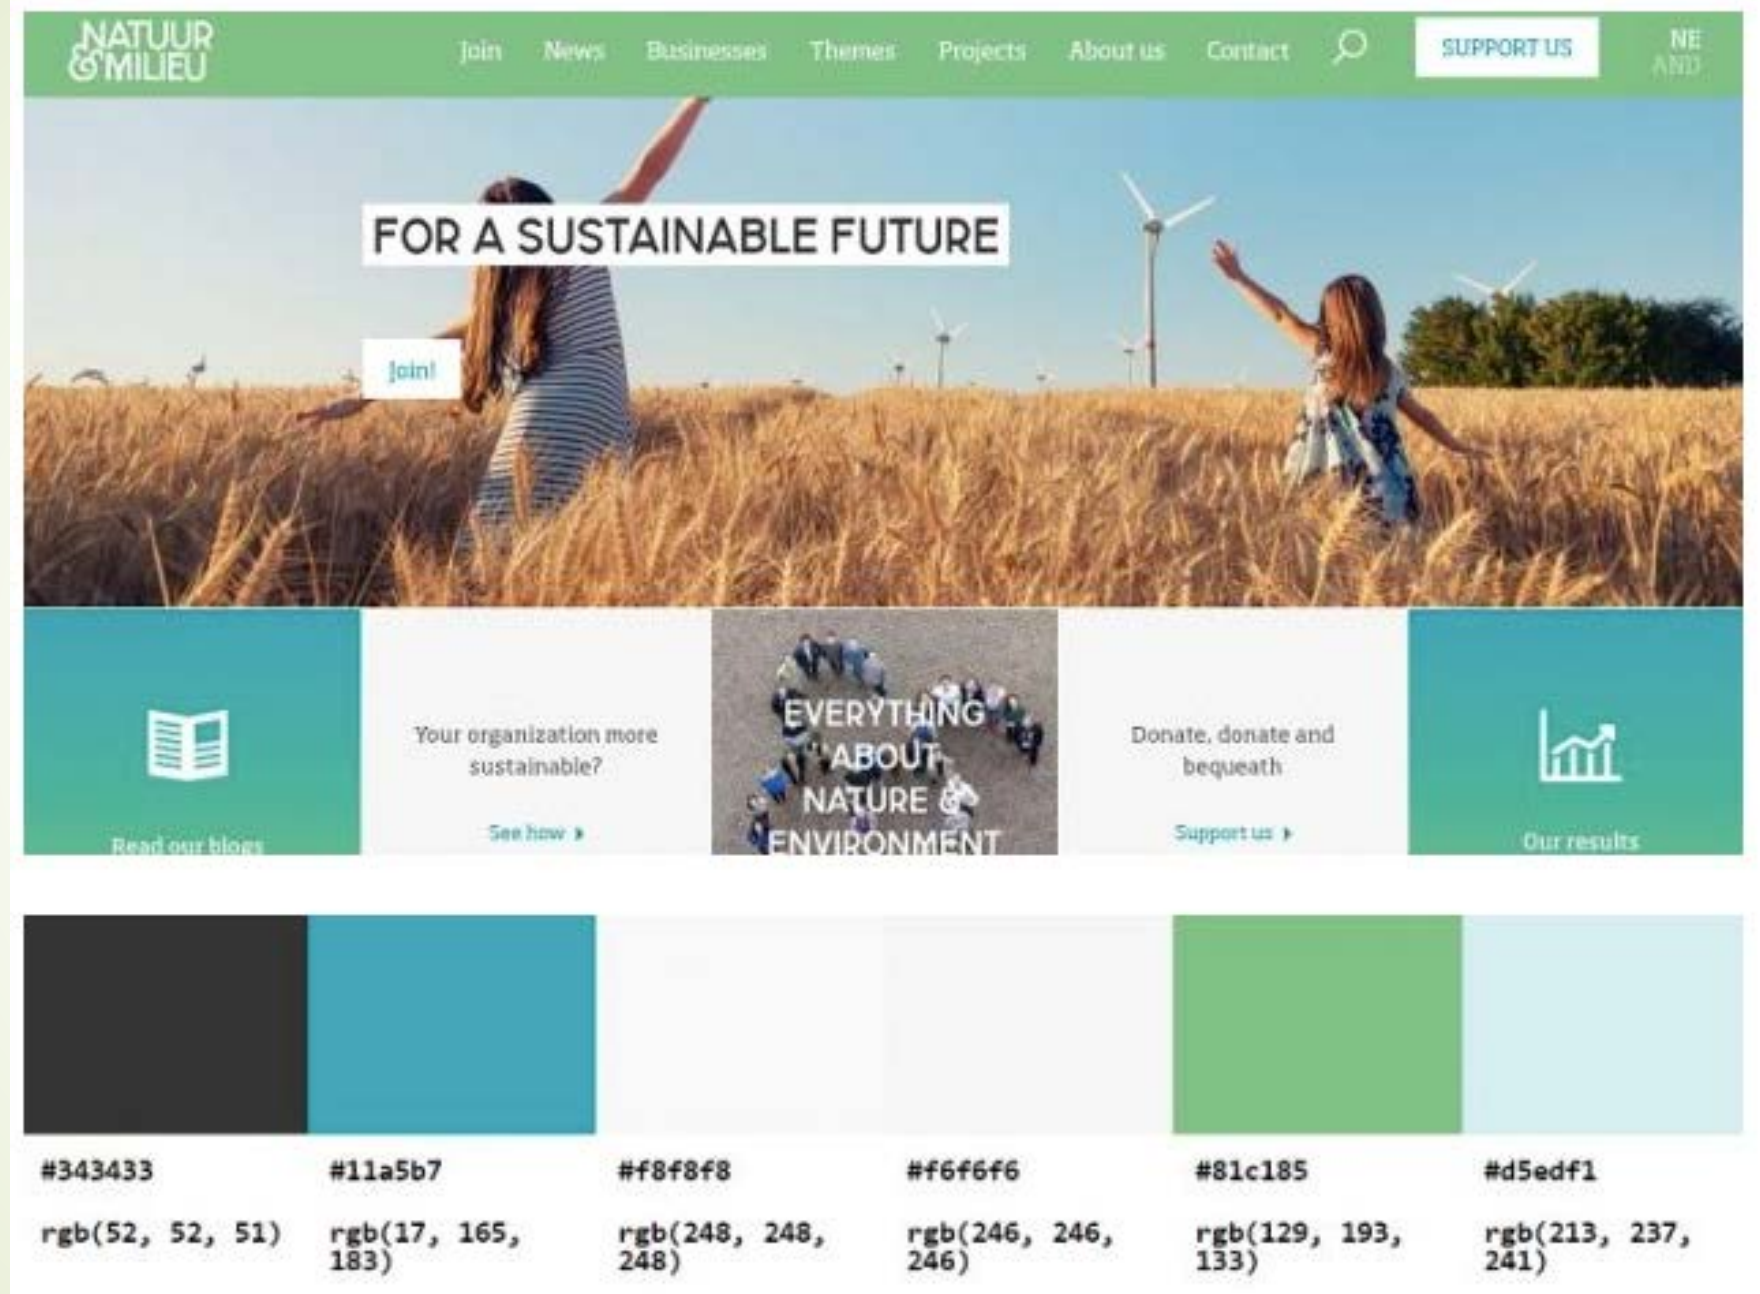 NATUUR
&MILIEU
Join News Businesses Themes Projects About us Contact SUPPORT US NE
AND
FOR A SUSTAINABLE FUTURE
Join!
Read our blogs
Your organization more
sustainable?
See how
EVERYTHING
ABOUT
NATURE &
ENVIRONMENT
Donate, donate and
bequeath
Support us
Our results
#343433 #11a5b7 #f8f8f8 #f6f6f6 #81c185 #d5edf1
rgb(52, 52, 51)
rgb(17, 165,
183)
rgb(248, 248,
248)
rgb(246, 246,
246)
rgb(129, 193,
133)
rgb(213, 237,
241)